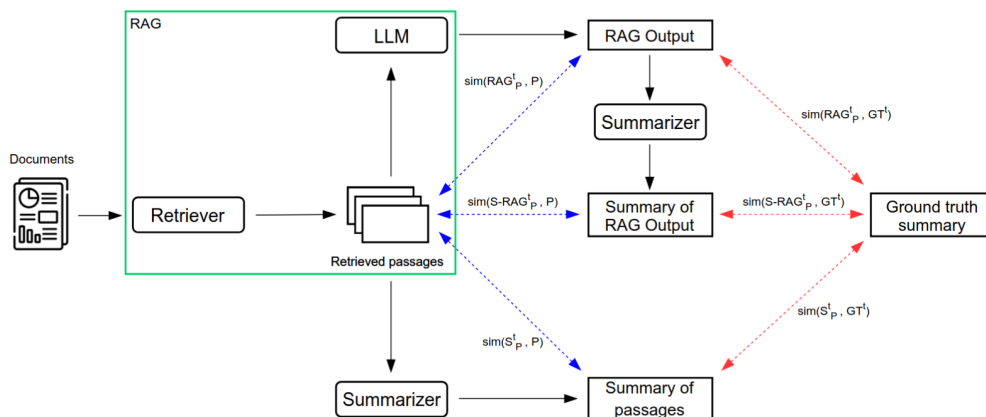 RAG
LLM
RAG Output
sim(RAG^t_P, P)
Summarizer
sim(RAG^t_P, GT^t)
Documents
Retriever
sim(S-RAG^t_P, P)
Summary of
RAG Output
sim(S-RAG^t_P, GT^t)
Ground truth
summary
Retrieved passages
sim(S^t_P, P)
sim(S^t_P, GT^t)
Summarizer
Summary of
passages